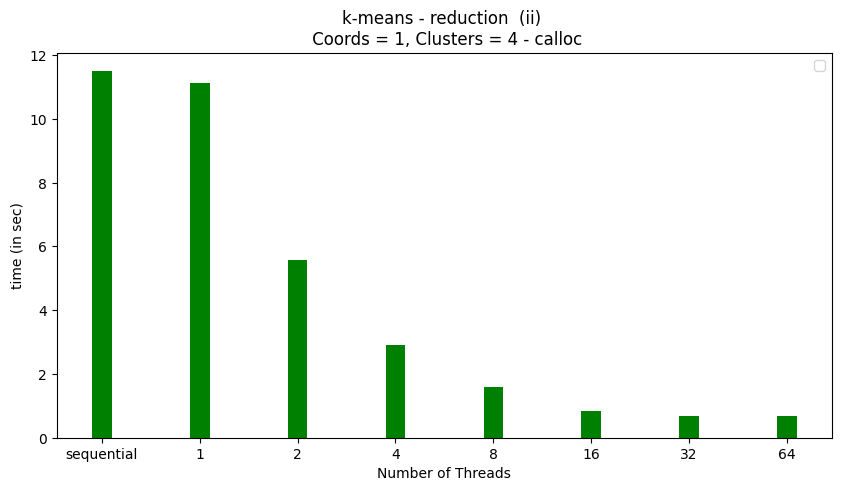 k-means - reduction  (ii)
Coords = 1, Clusters = 4 - calloc
12
10
8
6
4
2
0
time (in sec)
sequential 1 2 4 8 16 32 64
Number of Threads